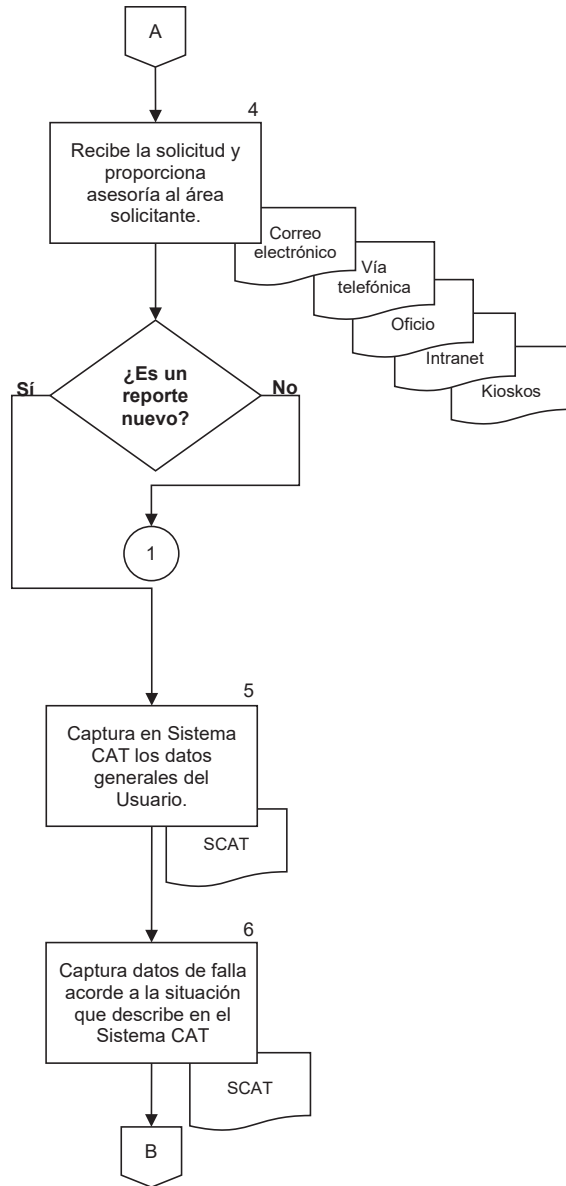 A
4
Recibe la solicitud y
proporciona
asesoría al área
solicitante.
Correo
electrónico
Vía
telefónica
Oficio
Intranet
Kioskos
¿Es un
reporte
nuevo?
Sí
No
1
5
Captura en Sistema
CAT los datos
generales del
Usuario.
SCAT
6
Captura datos de falla
acorde a la situación
que describe en el
Sistema CAT
SCAT
B